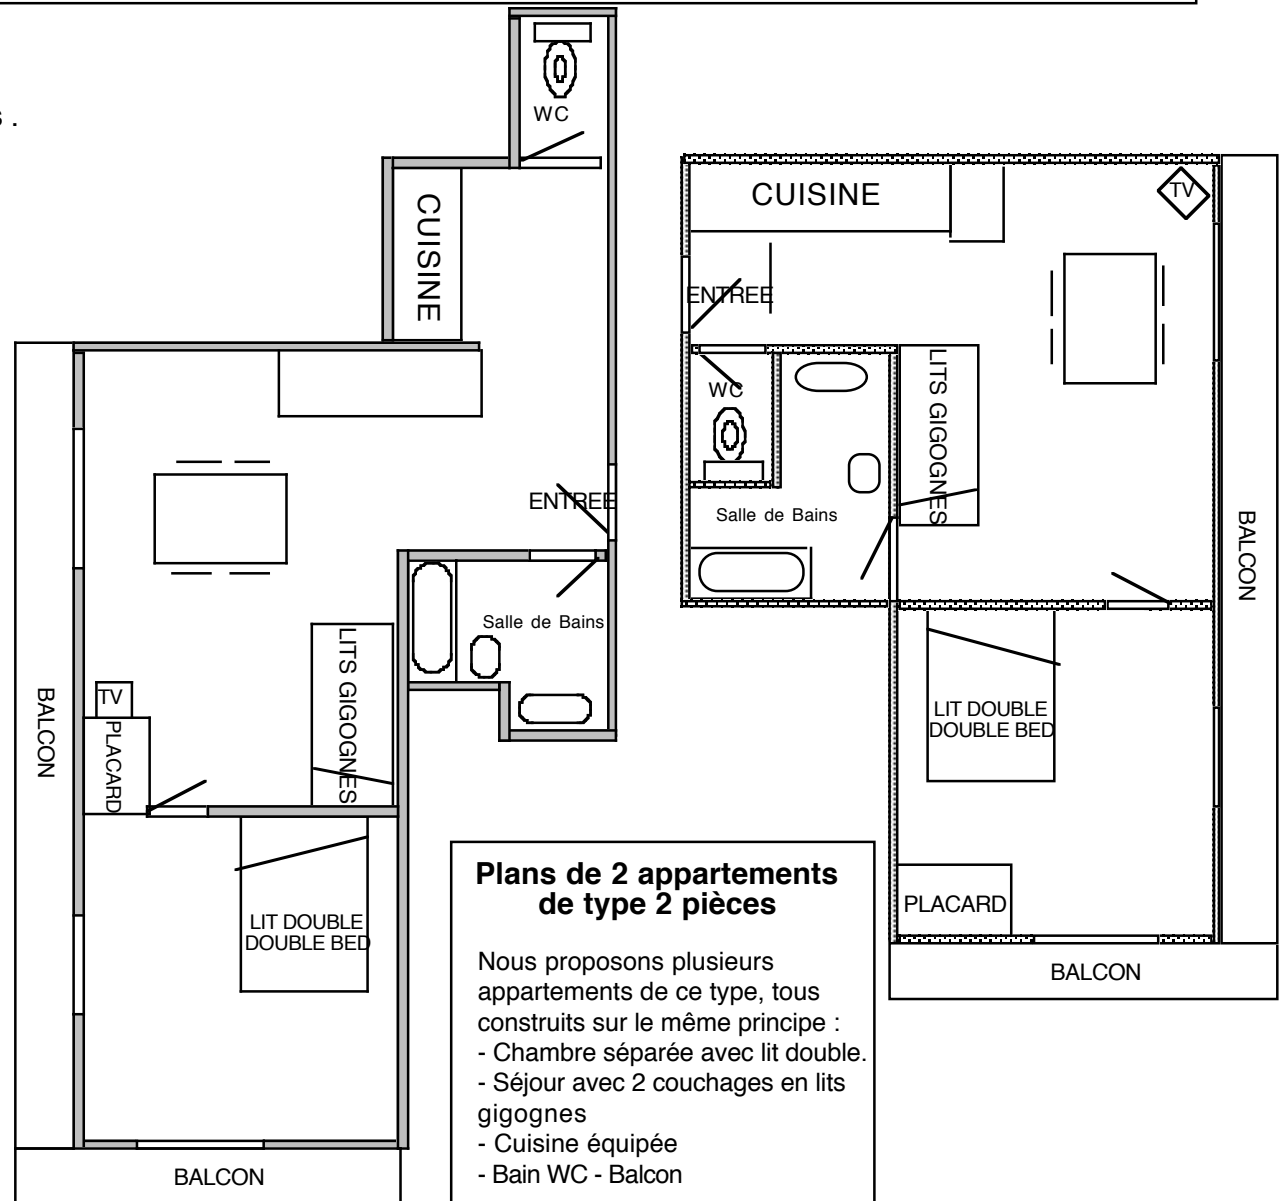 s .
WC
CUISINE
ENTREE
Salle de Bains
LITS GIGOGNES
TV
PLACARD
BALCON
LIT DOUBLE
DOUBLE BED
BALCON
CUISINE
TV
ENTREE
WC
LITS GIGOGNES
Salle de Bains
BALCON
LIT DOUBLE
DOUBLE BED
PLACARD
BALCON
Plans de 2 appartements
de type 2 pièces
Nous proposons plusieurs
appartements de ce type, tous
construits sur le même principe :
- Chambre séparée avec lit double.
- Séjour avec 2 couchages en lits
gigognes
- Cuisine équipée
- Bain WC - Balcon